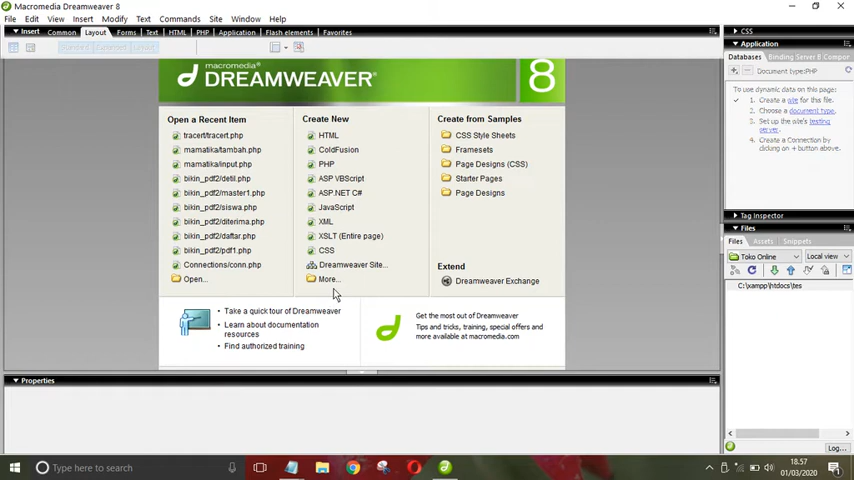 Macromedia Dreamweaver 8
File Edit View Insert Modify Text Commands Site Window Help
Insert Common Layout Forms Text HTML PHP Application Flash elements Favorites
Standard Expanded Layout
macromedia®
DREAMWEAVER®
8
Open a Recent Item
tracert/tracert.php
mamatika/tambah.php
mamatika/input.php
bikin_pdf2/detil.php
bikin_pdf2/master1.php
bikin_pdf2/siswa.php
bikin_pdf2/diterima.php
bikin_pdf2/daftar.php
bikin_pdf2/pdf1.php
Connections/conn.php
Open...
Create New
HTML
ColdFusion
PHP
ASP VBScript
ASP.NET C#
JavaScript
XML
XSLT (Entire page)
CSS
Dreamweaver Site...
More...
Create from Samples
CSS Style Sheets
Framesets
Page Designs (CSS)
Starter Pages
Page Designs
Extend
Dreamweaver Exchange
Take a quick tour of Dreamweaver
Learn about documentation
resources
Find authorized training
Get the most out of Dreamweaver
Tips and tricks, training, special offers and
more available at macromedia.com
Properties
CSS
Application
Databases Binding Server B Compor
Document type:PHP
To use dynamic data on this page:
1. Create a site for this file.
2. Choose a document type.
3. Set up the site's testing
server.
4. Create a Connection by
clicking on + button above.
Tag Inspector
Files
Files Assets Snippets
Toko Online Local view
C:\xampp\htdocs\tes
Log...
Type here to search
18.57
01/03/2020